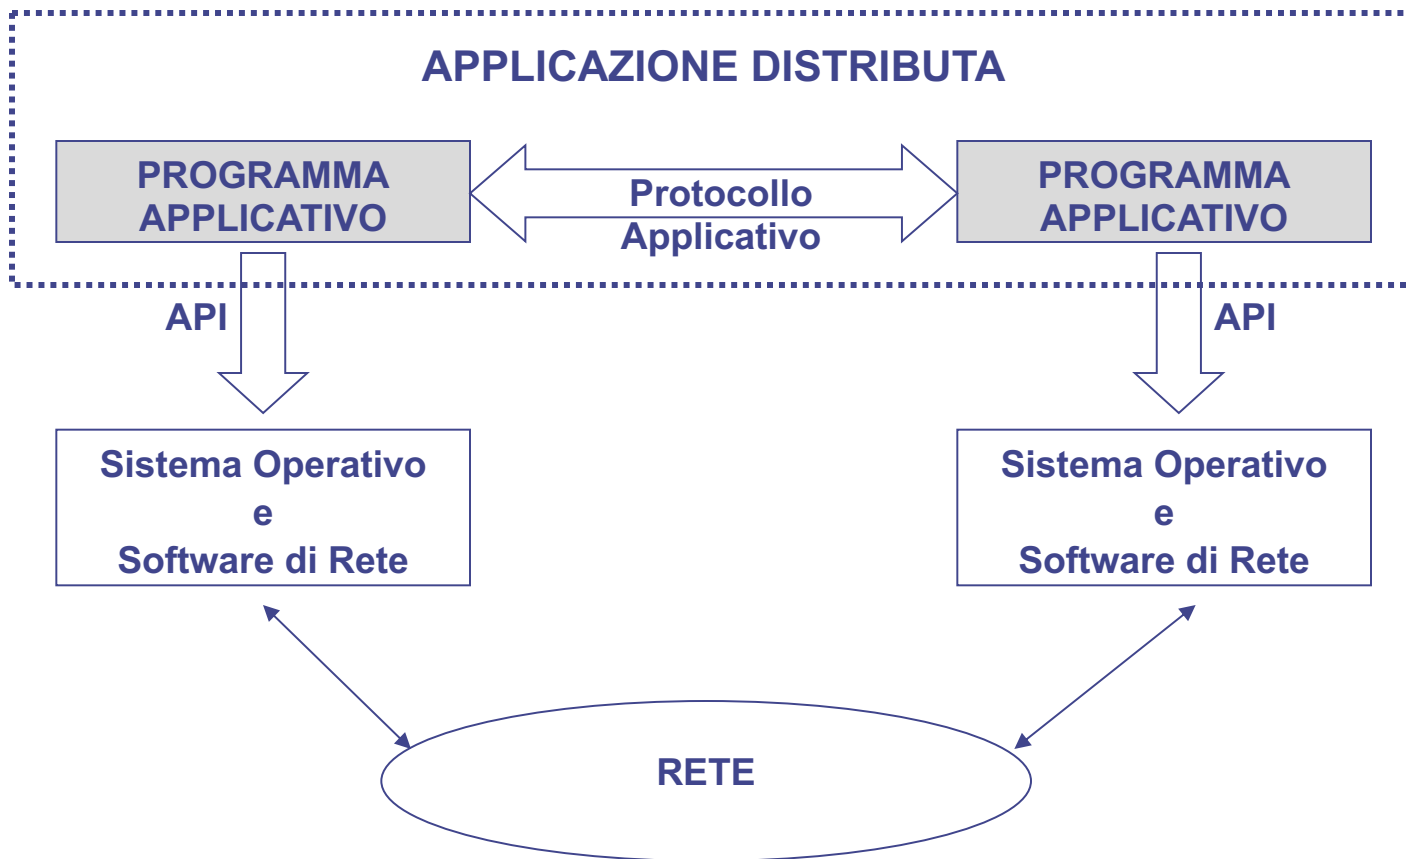 APPLICAZIONE DISTRIBUTA
PROGRAMMA
APPLICATIVO
Protocollo
Applicativo
PROGRAMMA
APPLICATIVO
API
API
Sistema Operativo
e
Software di Rete
Sistema Operativo
e
Software di Rete
RETE